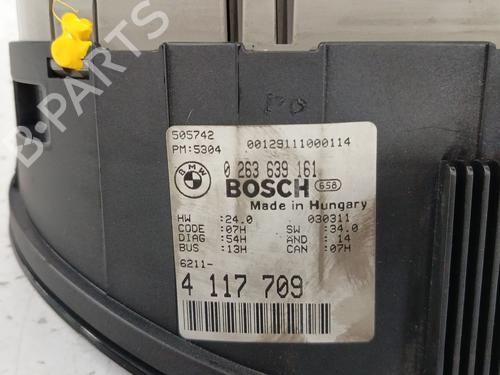 505742
PM:5304 00129111000114
0 263 639 161
BMW
BOSCH 658
Made in Hungary
HW :24.0 030311
CODE :07H SW :34.0
DIAG :54H AND : 14
BUS :13H CAN :07H
6211-
4 117 709
B-PARTS